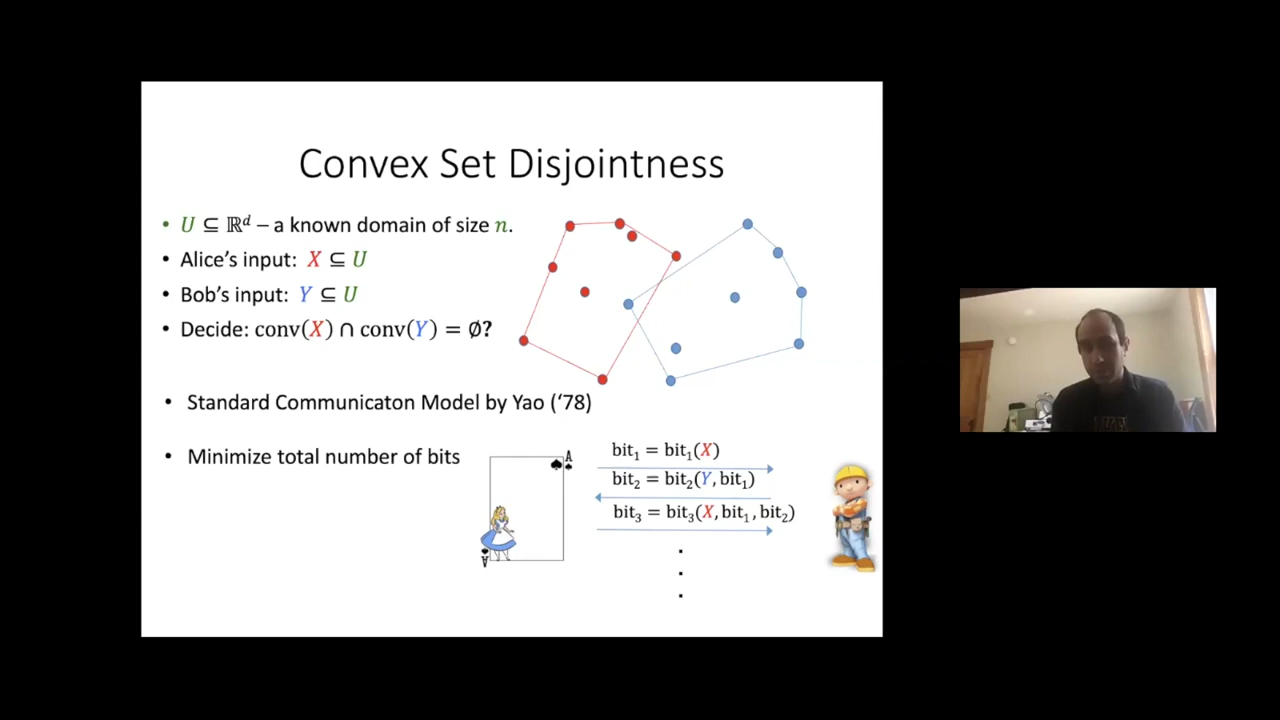 Convex Set Disjointness
• U ⊆ ℝᵈ – a known domain of size n.
• Alice's input: X ⊆ U
• Bob's input: Y ⊆ U
• Decide: conv(X) ∩ conv(Y) = ∅?
• Standard Communicaton Model by Yao ('78)
• Minimize total number of bits
A
A
bit₁ = bit₁(X)
bit₂ = bit₂(Y, bit₁)
bit₃ = bit₃(X, bit₁, bit₂)